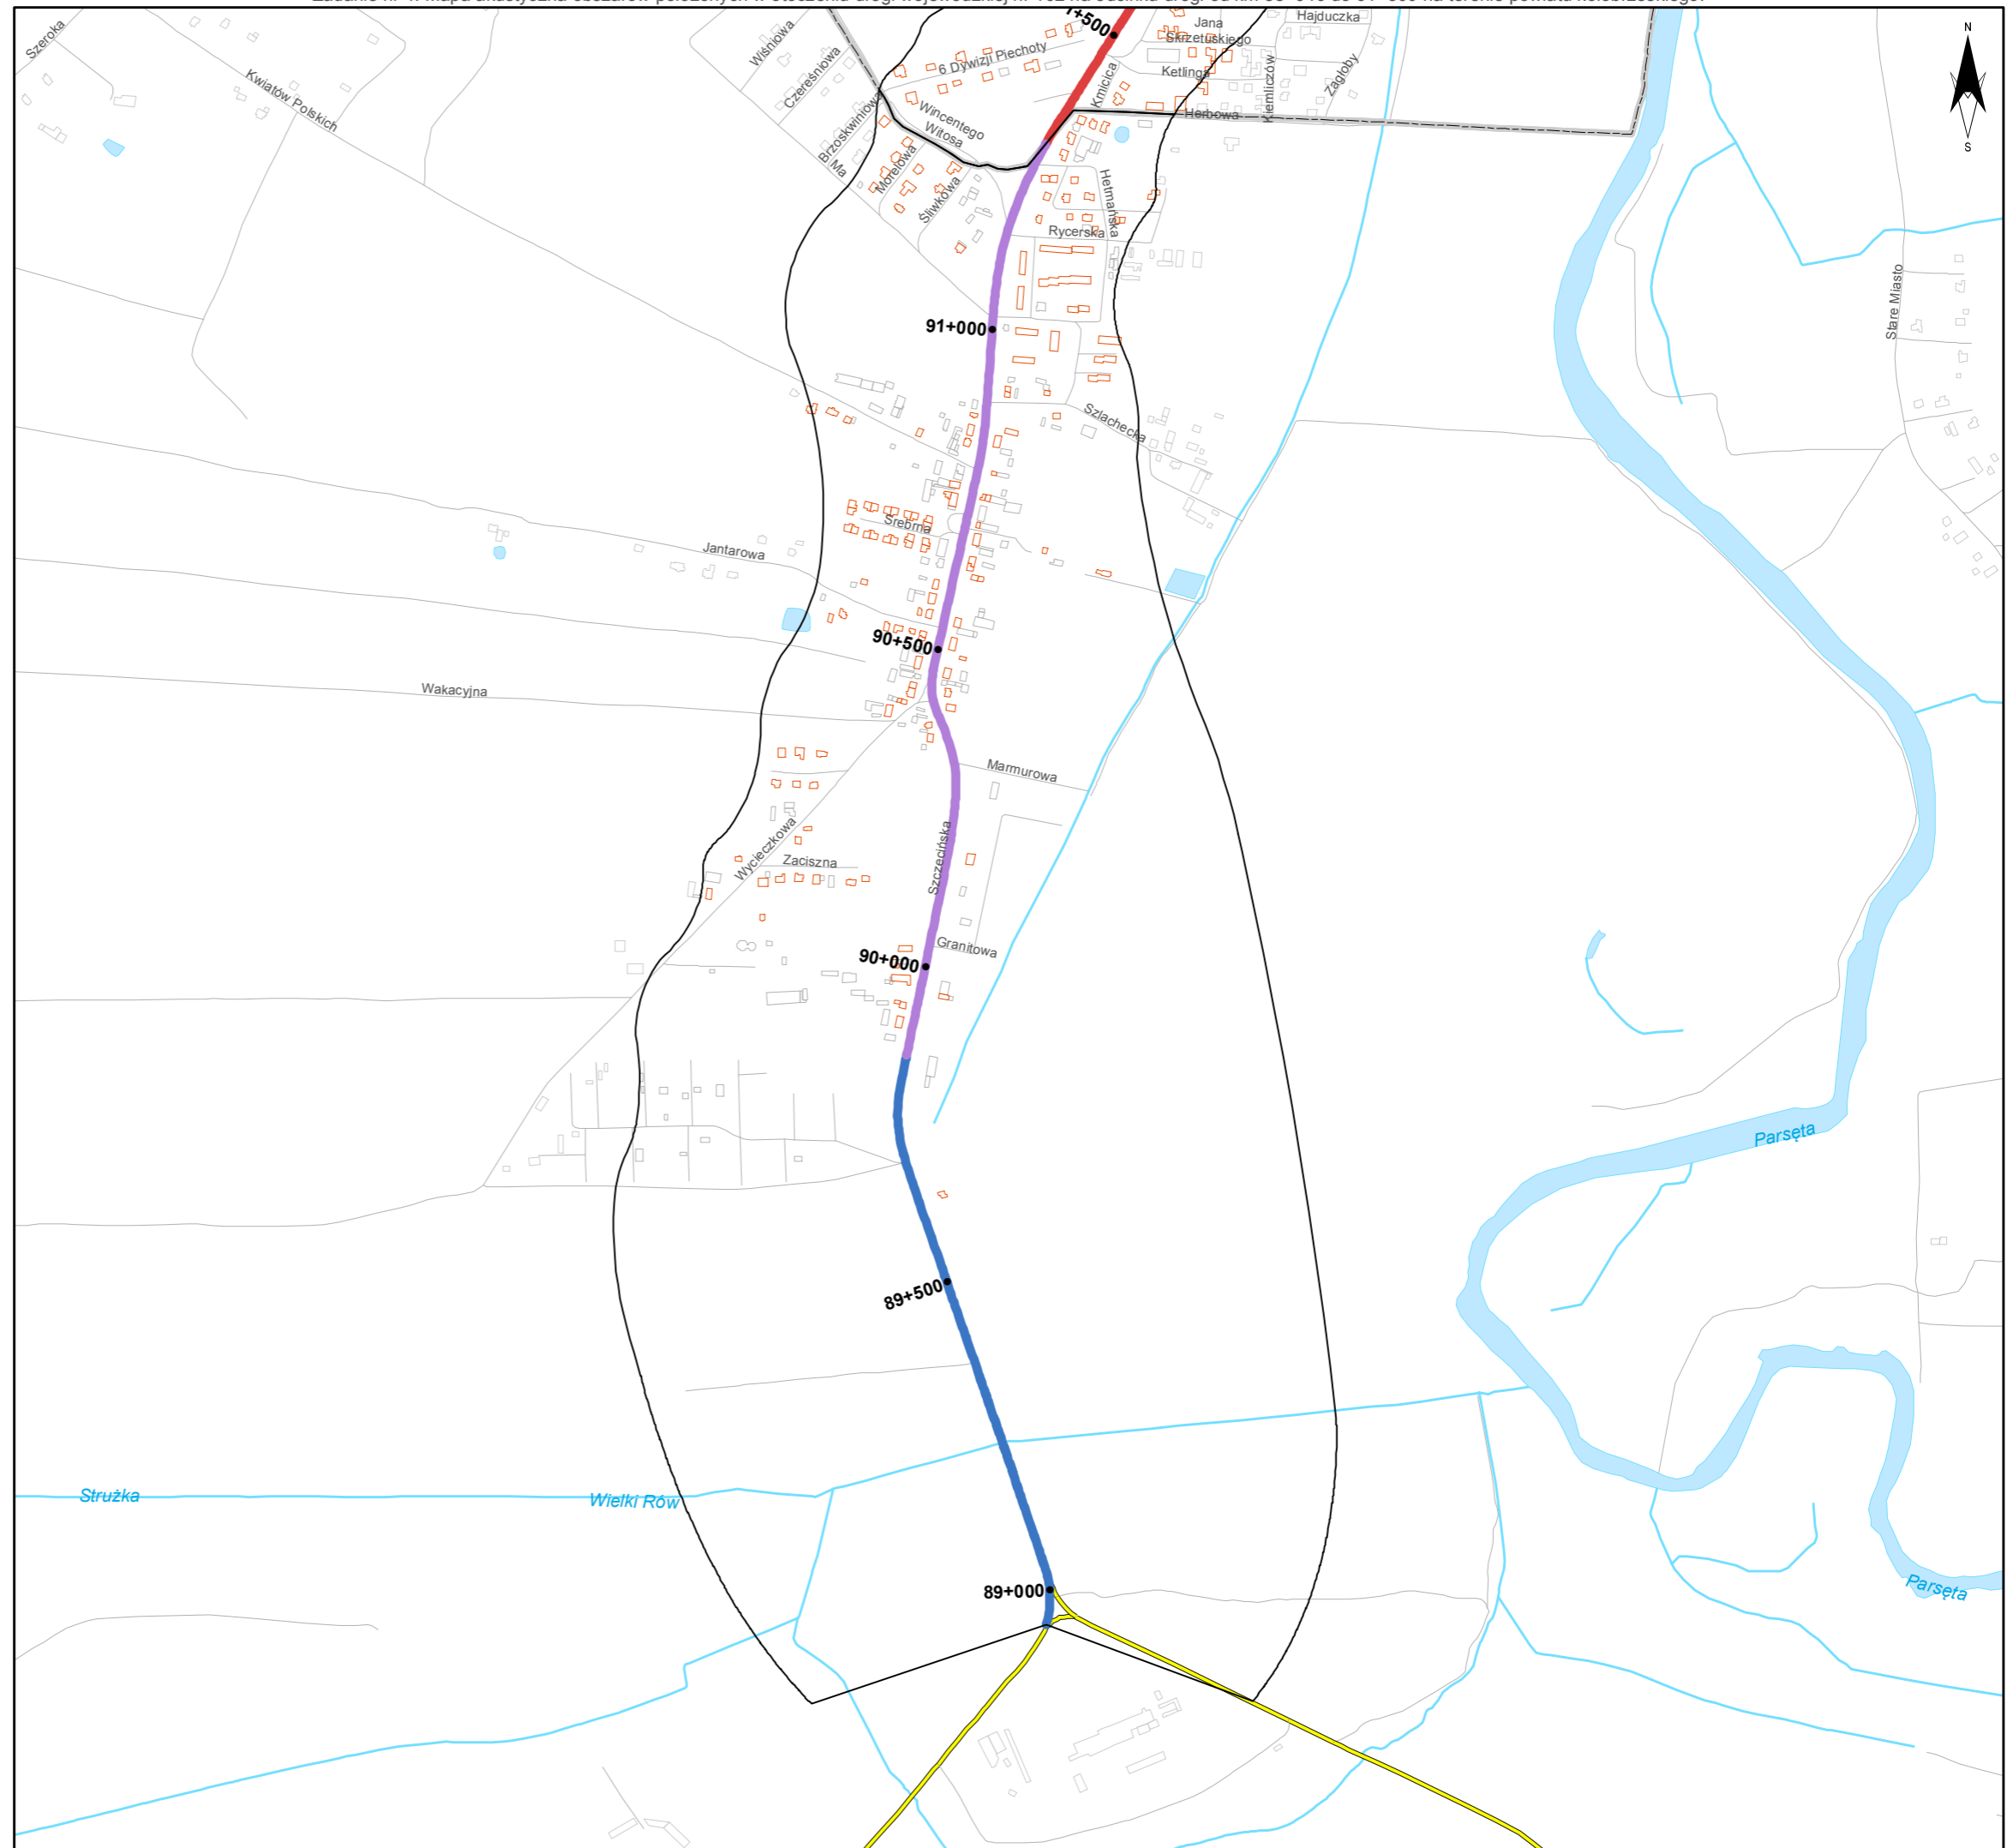 Szeroka
Kwiatów Polskich
Wiśniowa
Czereśniowa
Brzoskwiniowa
Ma
Morelowa
Śliwkowa
6 Dywizji Piechoty
Wincentego
Witosa
Kmicica
Jana
Skrzetuskiego
Ketlinga
Hajduczka
Kiemliczów
Zagłoby
Herbowa
N
S
Hetmańska
Rycerska
Stare Miasto
91+000
Szlachecka
Srebrna
Jantarowa
90+500
Wakacyjna
Marmurowa
Szczecińska
Wycieczkowa
Zaciszna
Granitowa
90+000
Parsęta
89+500
Strużka
Wielki Rów
89+000
Parsęta